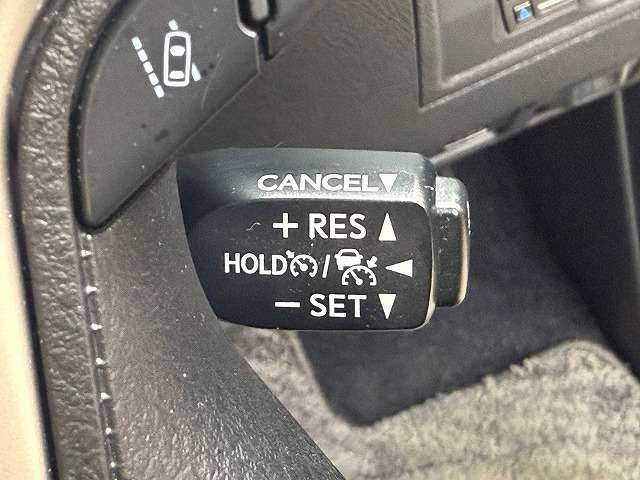 CANCEL▼
+ RES ▲
HOLD / ◀
− SET ▼